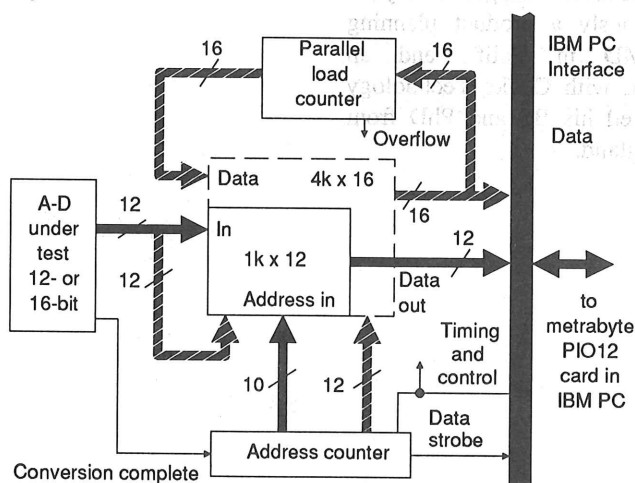 16
Parallel
load
counter
16
IBM PC
Interface
Overflow
Data
Data
4k x 16
16
A-D
under
test
12- or
16-bit
12
12
In
1k x 12
Address in
12
Data
out
to
metrabyte
PIO12
card in
IBM PC
Timing
and
control
10
12
Data
strobe
Address counter
Conversion complete